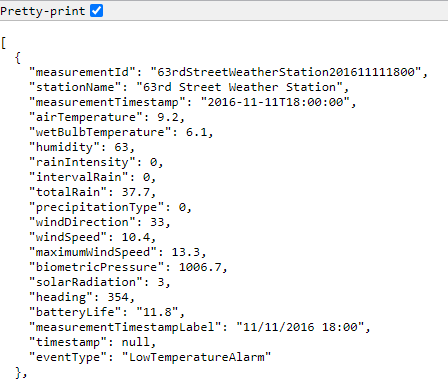 Pretty-print
[
  {
    "measurementId": "63rdStreetWeatherStation201611111800",
    "stationName": "63rd Street Weather Station",
    "measurementTimestamp": "2016-11-11T18:00:00",
    "airTemperature": 9.2,
    "wetBulbTemperature": 6.1,
    "humidity": 63,
    "rainIntensity": 0,
    "intervalRain": 0,
    "totalRain": 37.7,
    "precipitationType": 0,
    "windDirection": 33,
    "windSpeed": 10.4,
    "maximumWindSpeed": 13.3,
    "biometricPressure": 1006.7,
    "solarRadiation": 3,
    "heading": 354,
    "batteryLife": "11.8",
    "measurementTimestampLabel": "11/11/2016 18:00",
    "timestamp": null,
    "eventType": "LowTemperatureAlarm"
  },